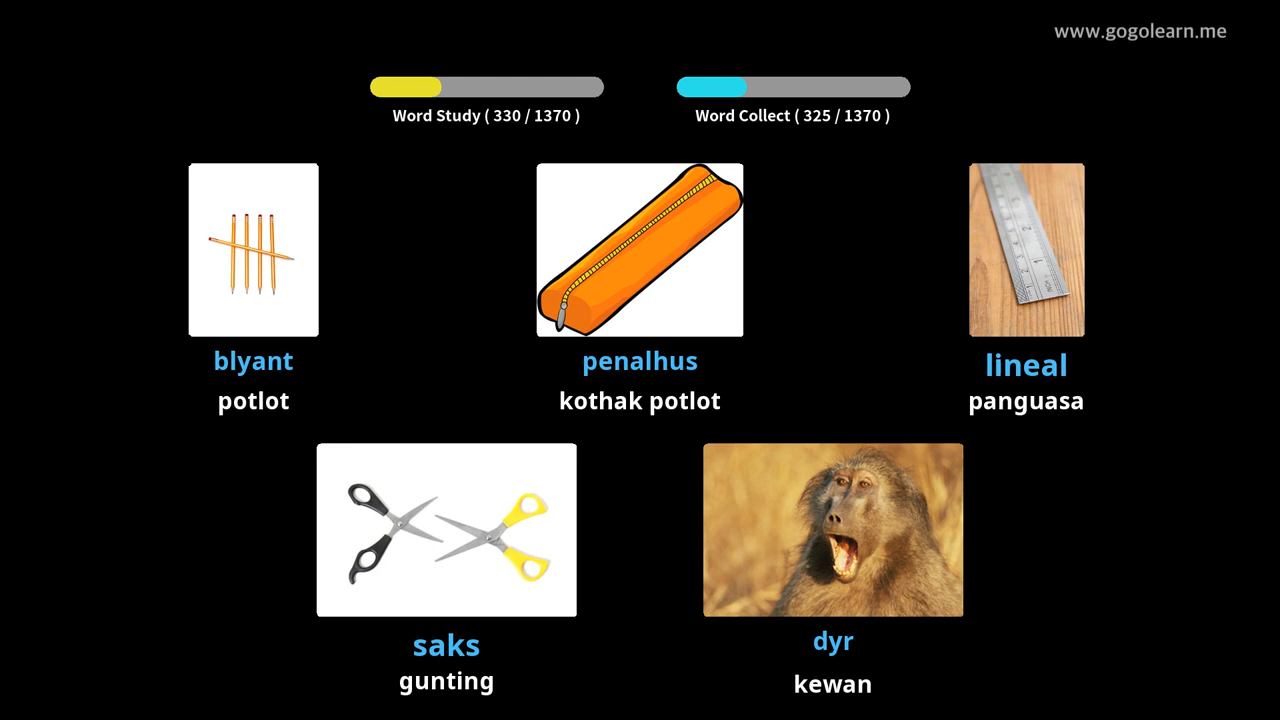 www.gogolearn.me
Word Study ( 330 / 1370 )
Word Collect ( 325 / 1370 )
blyant
potlot
penalhus
kothak potlot
lineal
panguasa
saks
gunting
dyr
kewan